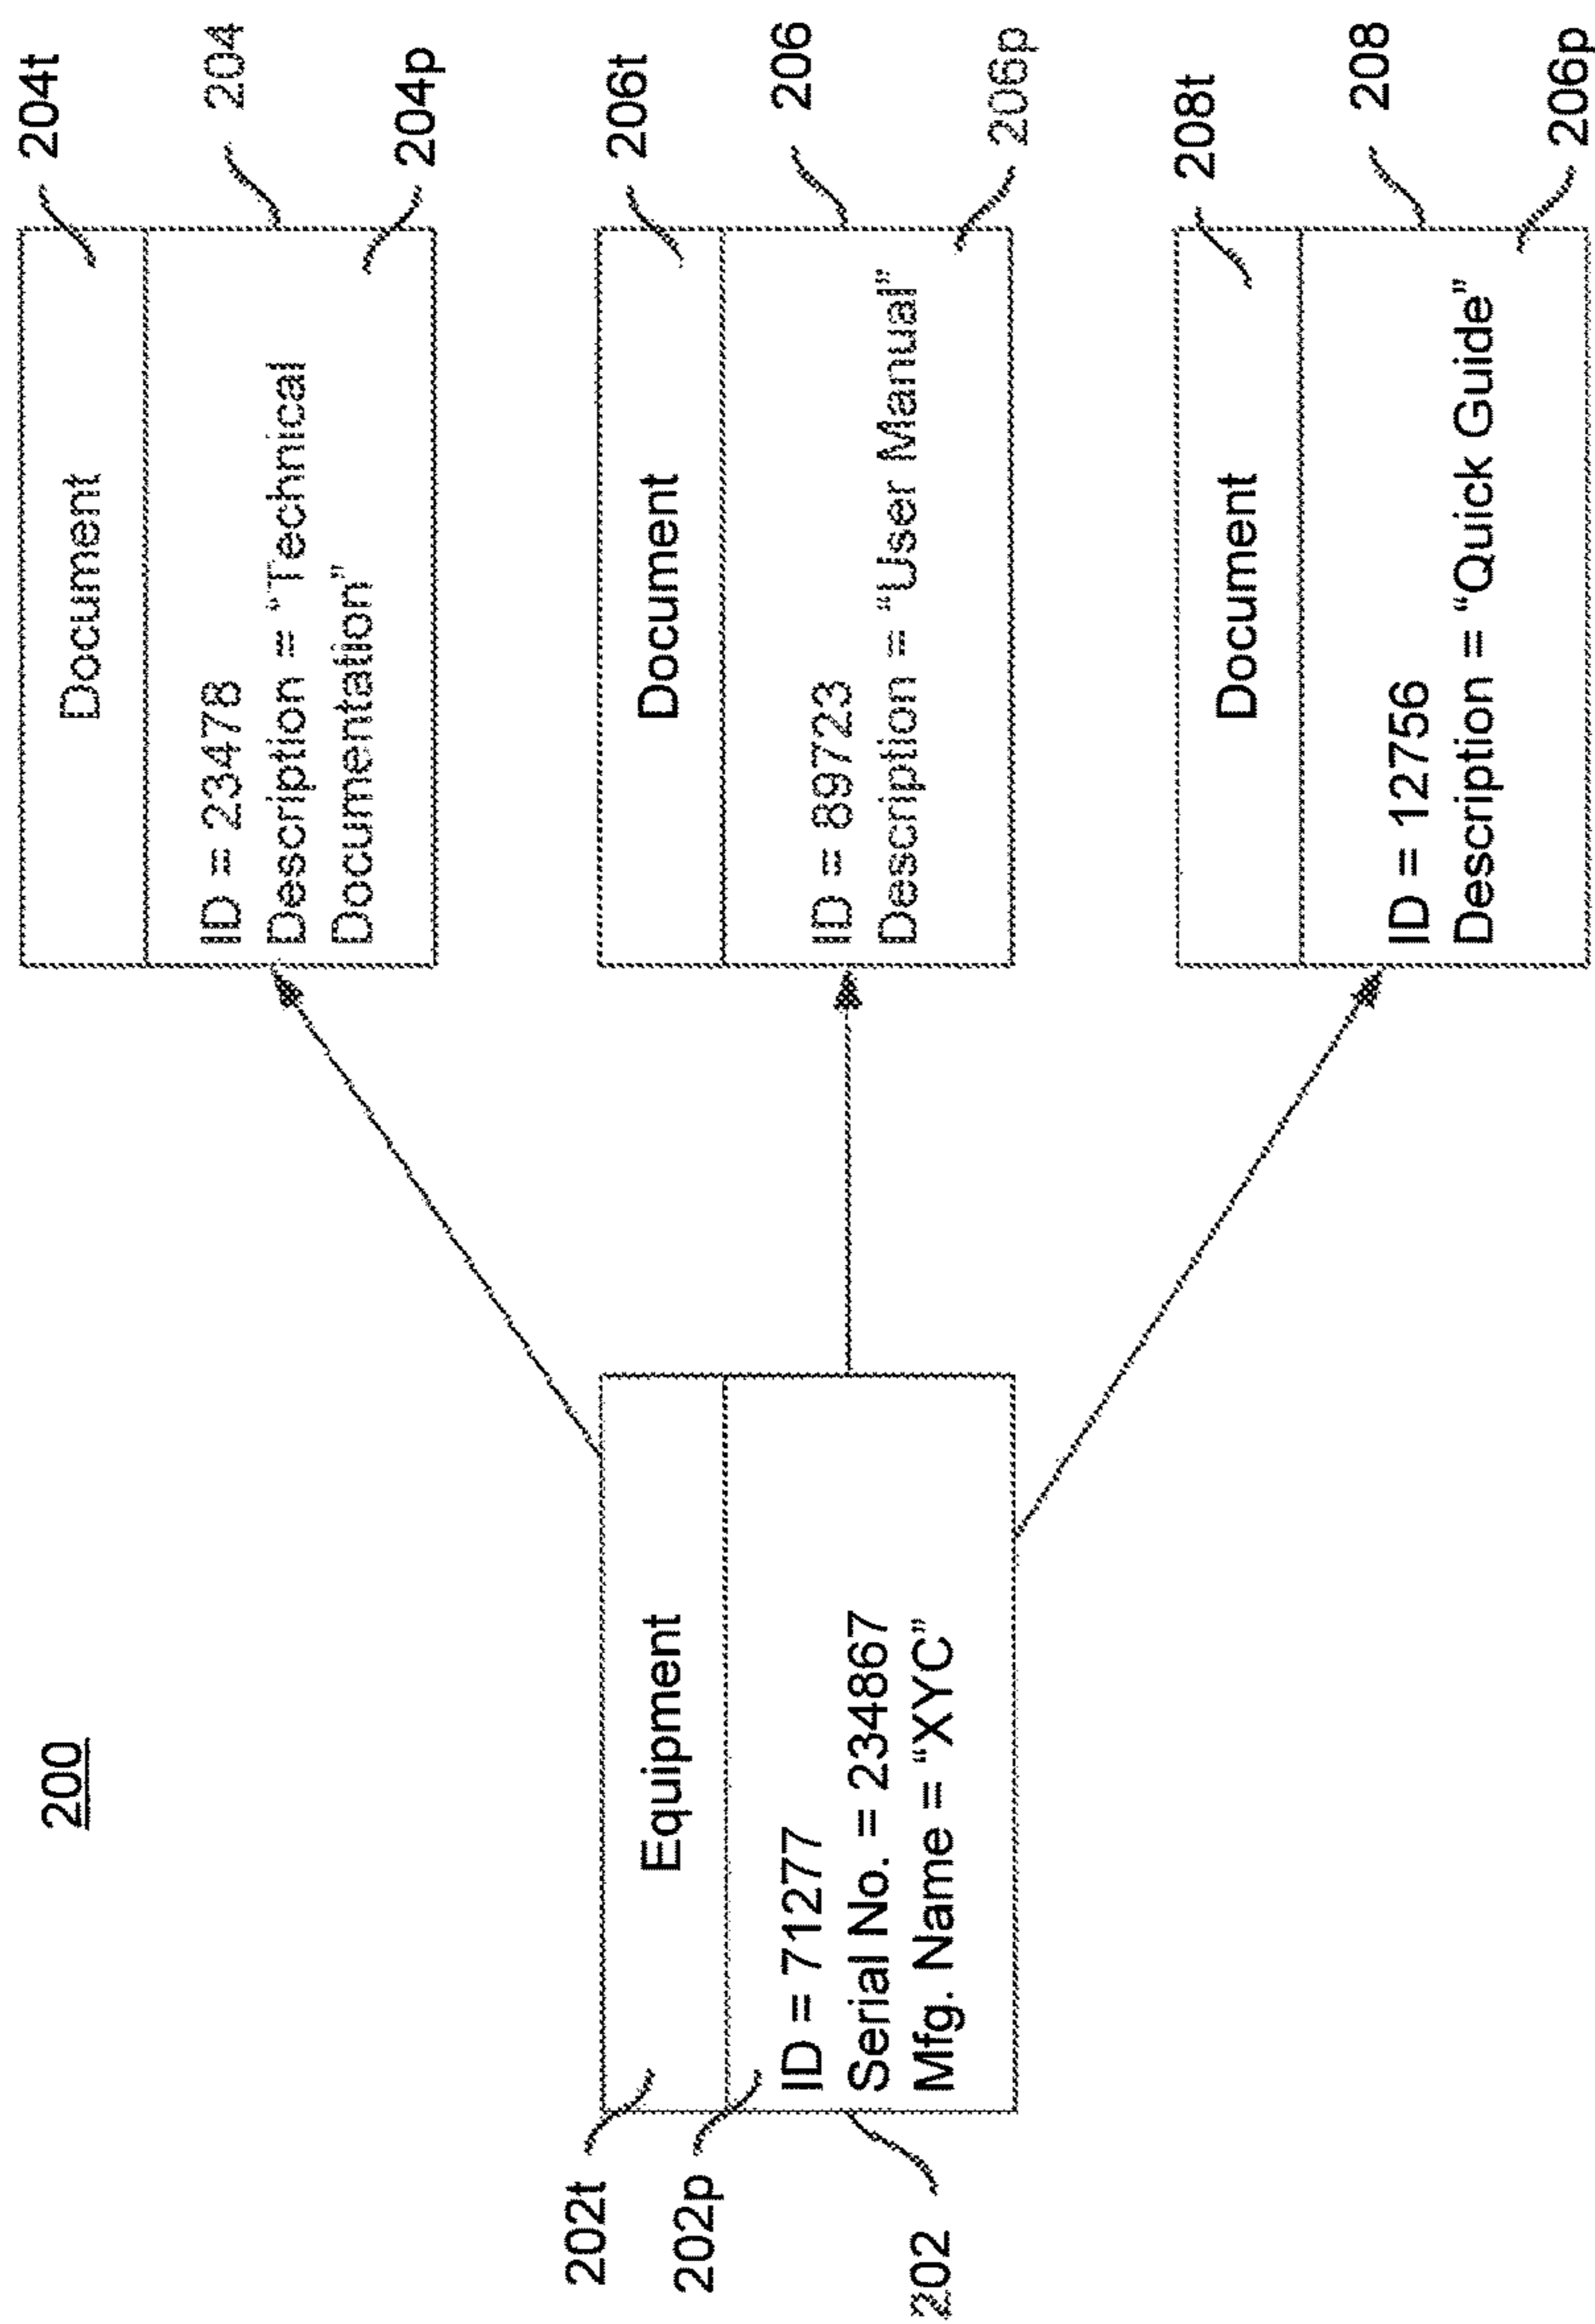 200
Equipment
ID = 71277
Serial No. = 234867
Mfg. Name = “XYC”
202t
202p
202
Document
ID = 23478
Description = “Technical
Documentation”
204t
204
204p
Document
ID = 89723
Description = “User Manual”
206t
206
206p
Document
ID = 12756
Description = “Quick Guide”
208t
208
206p